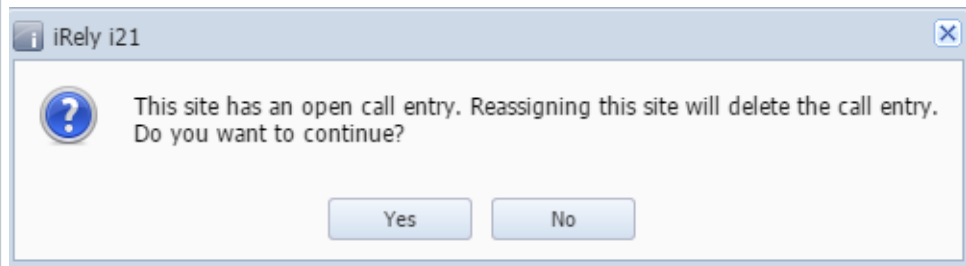 iRely i21
This site has an open call entry. Reassigning this site will delete the call entry.
Do you want to continue?
Yes No